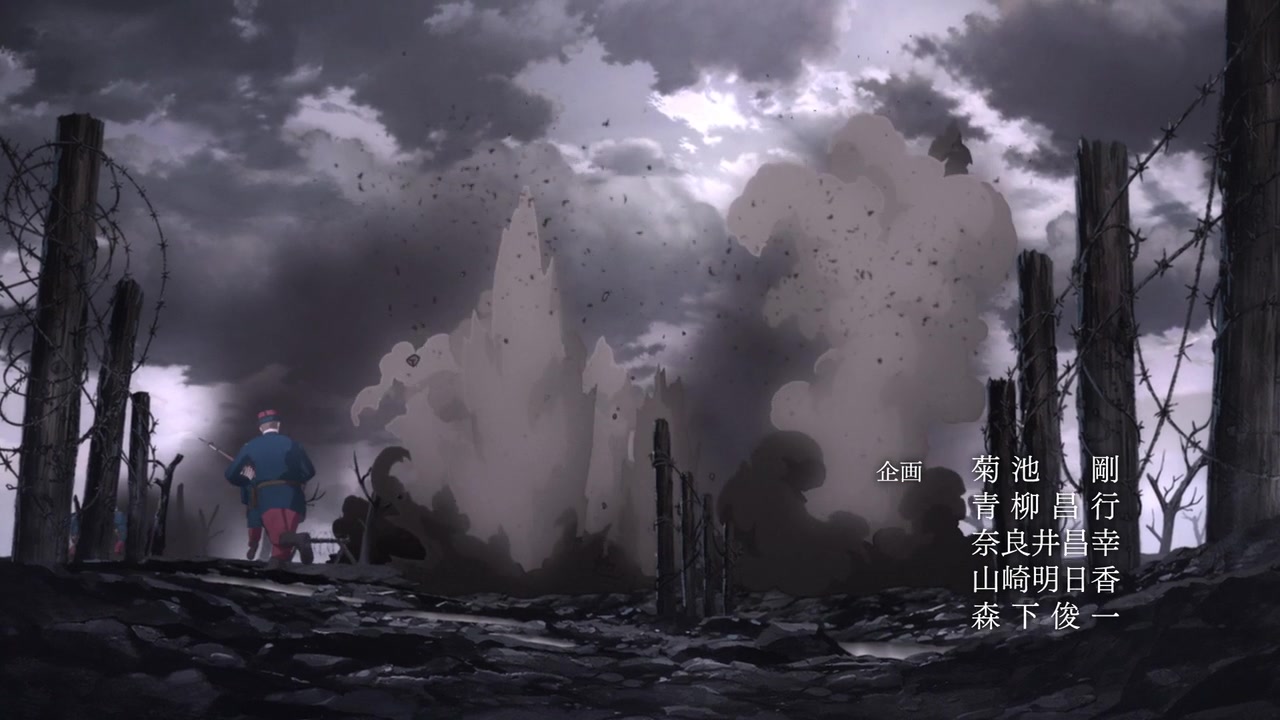 企画 菊池 剛
青柳昌行
奈良井昌幸
山崎明日香
森下俊一